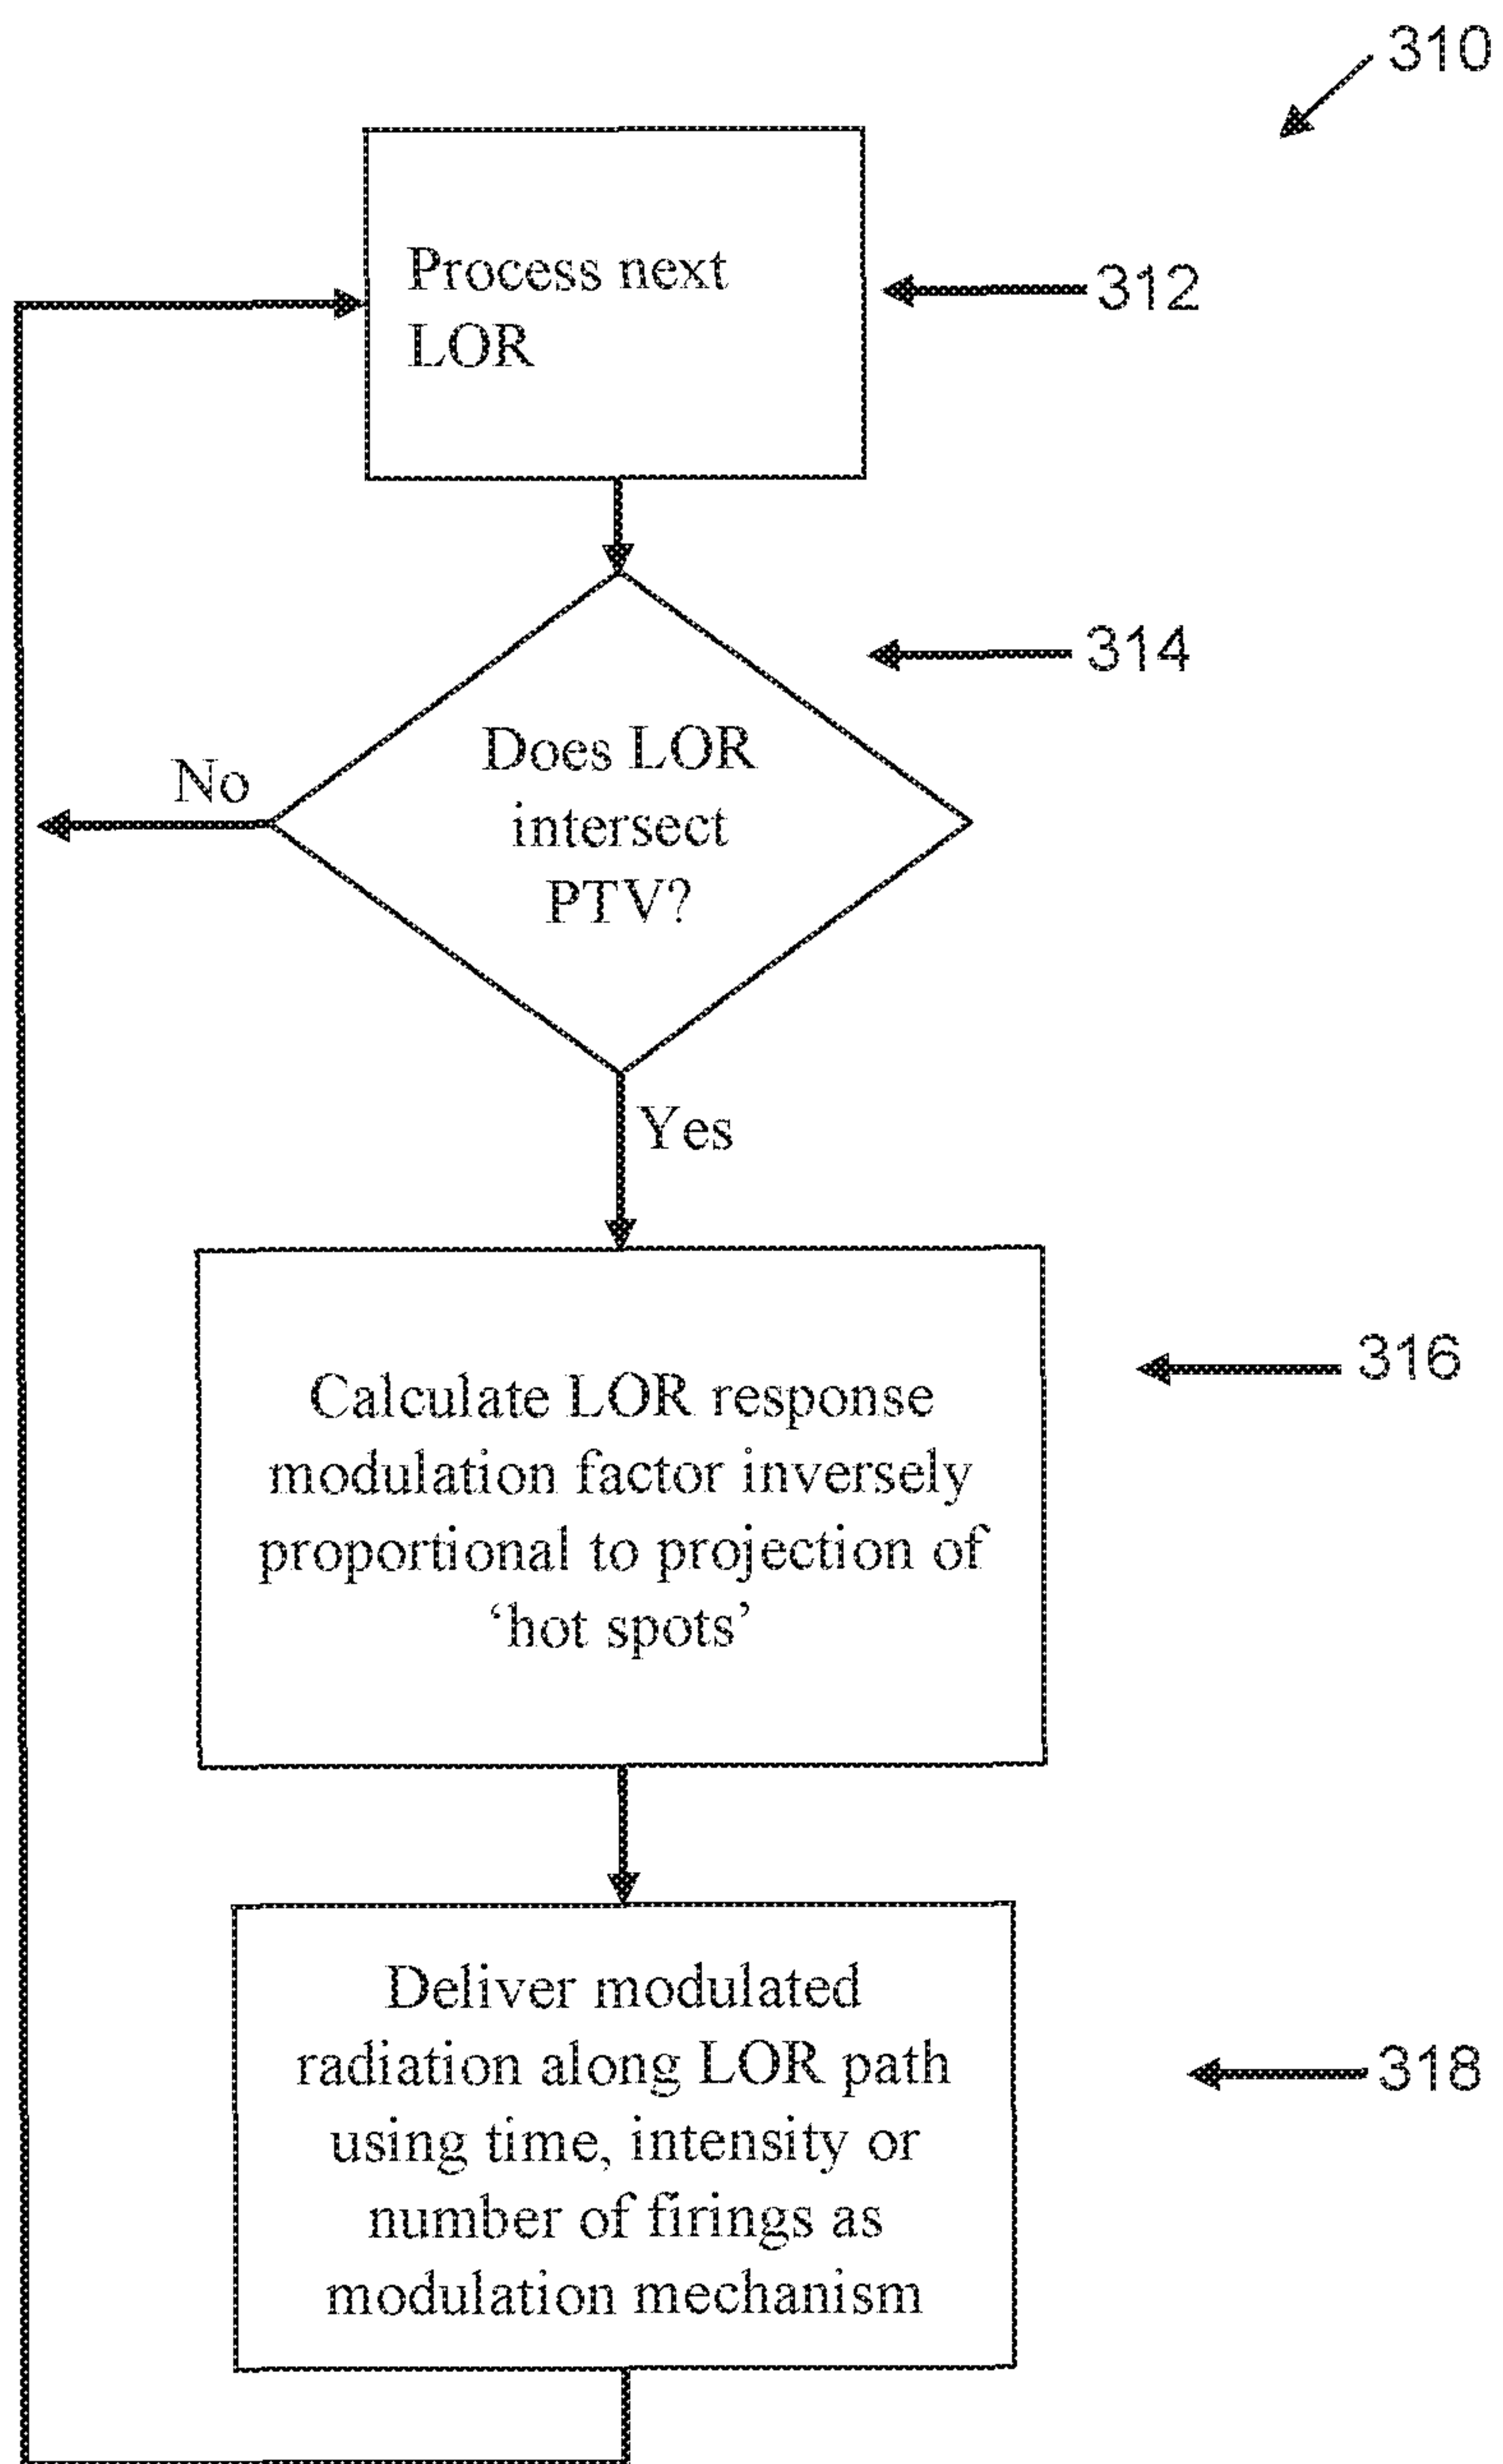 310
Process next
LOR
312
314
Does LOR
intersect
PTV?
No
Yes
316
Calculate LOR response
modulation factor inversely
proportional to projection of
‘hot spots’
Deliver modulated
radiation along LOR path
using time, intensity or
number of firings as
modulation mechanism
318